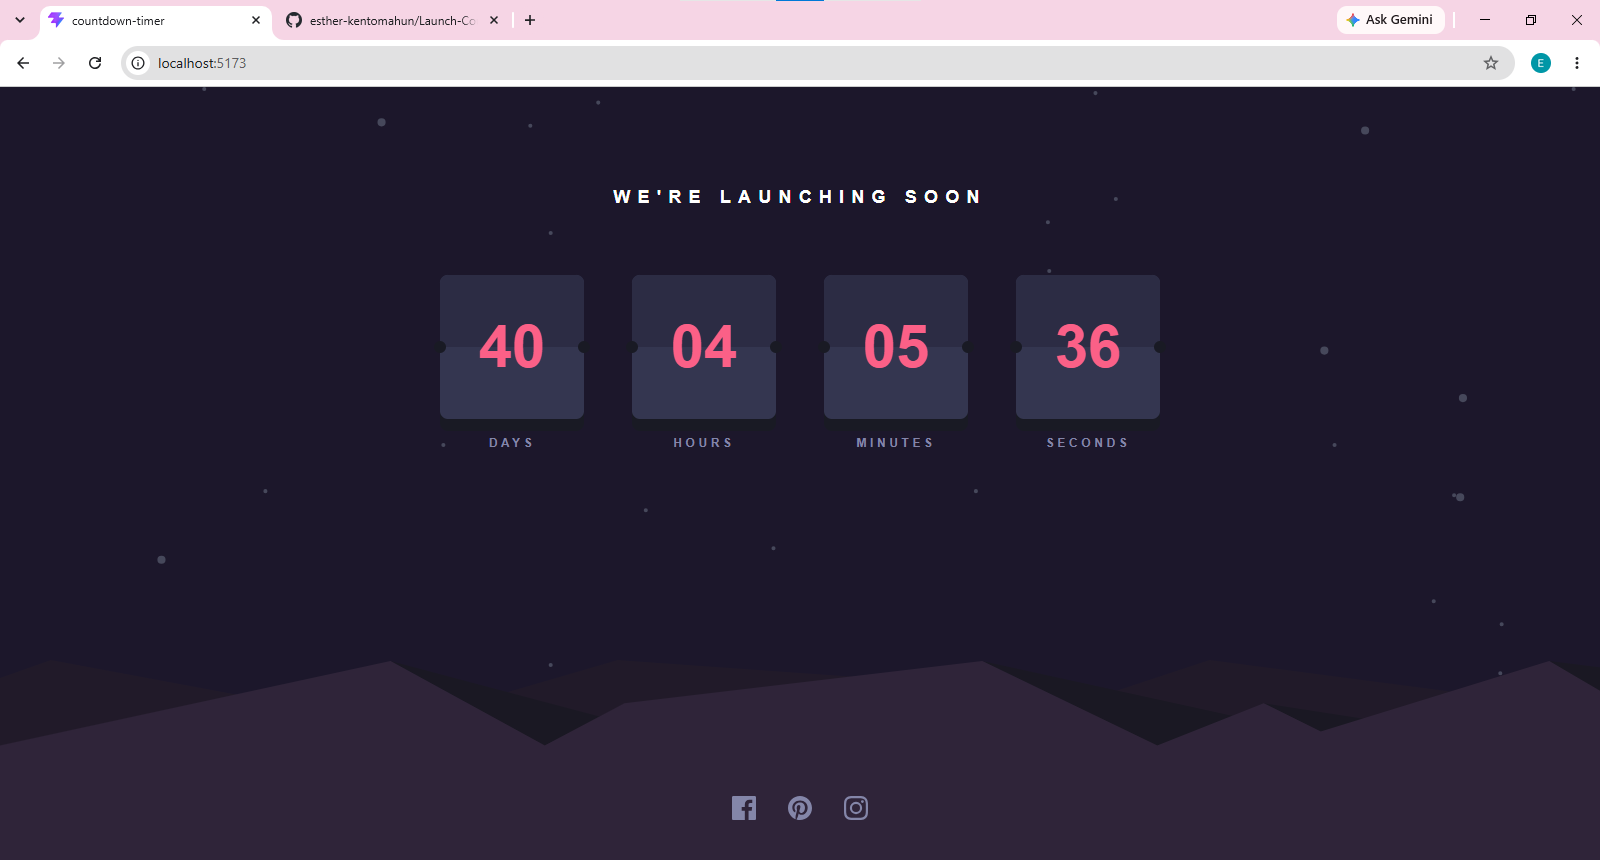 countdown-timer
esther-kentomahun/Launch-Co
Ask Gemini
localhost:5173
E
WE'RE LAUNCHING SOON
40 04 05 36
DAYS HOURS MINUTES SECONDS